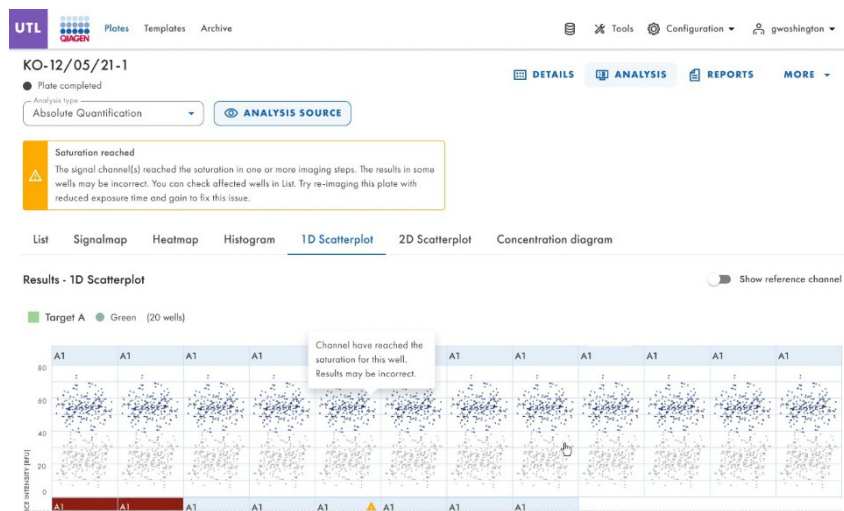 UTL
QIAGEN
Plates Templates Archive
Tools Configuration gwashington
KO-12/05/21-1
Plate completed
DETAILS ANALYSIS REPORTS MORE
Analysis type
Absolute Quantification
ANALYSIS SOURCE
Saturation reached
The signal channel(s) reached the saturation in one or more imaging steps. The results in some
wells may be incorrect. You can check affected wells in List. Try re-imaging this plate with
reduced exposure time and gain to fix this issue.
List Signalmap Heatmap Histogram 1D Scatterplot 2D Scatterplot Concentration diagram
Results - 1D Scatterplot
Show reference channel
Target A Green (20 wells)
Channel have reached the
saturation for this well.
Results may be incorrect.
A1 A1 A1 A1 A1 A1 A1 A1 A1 A1
80
60
40
20
0
CE INTENSITY [RFU]
A1 A1 A1 A1 A1 A1 A1 A1